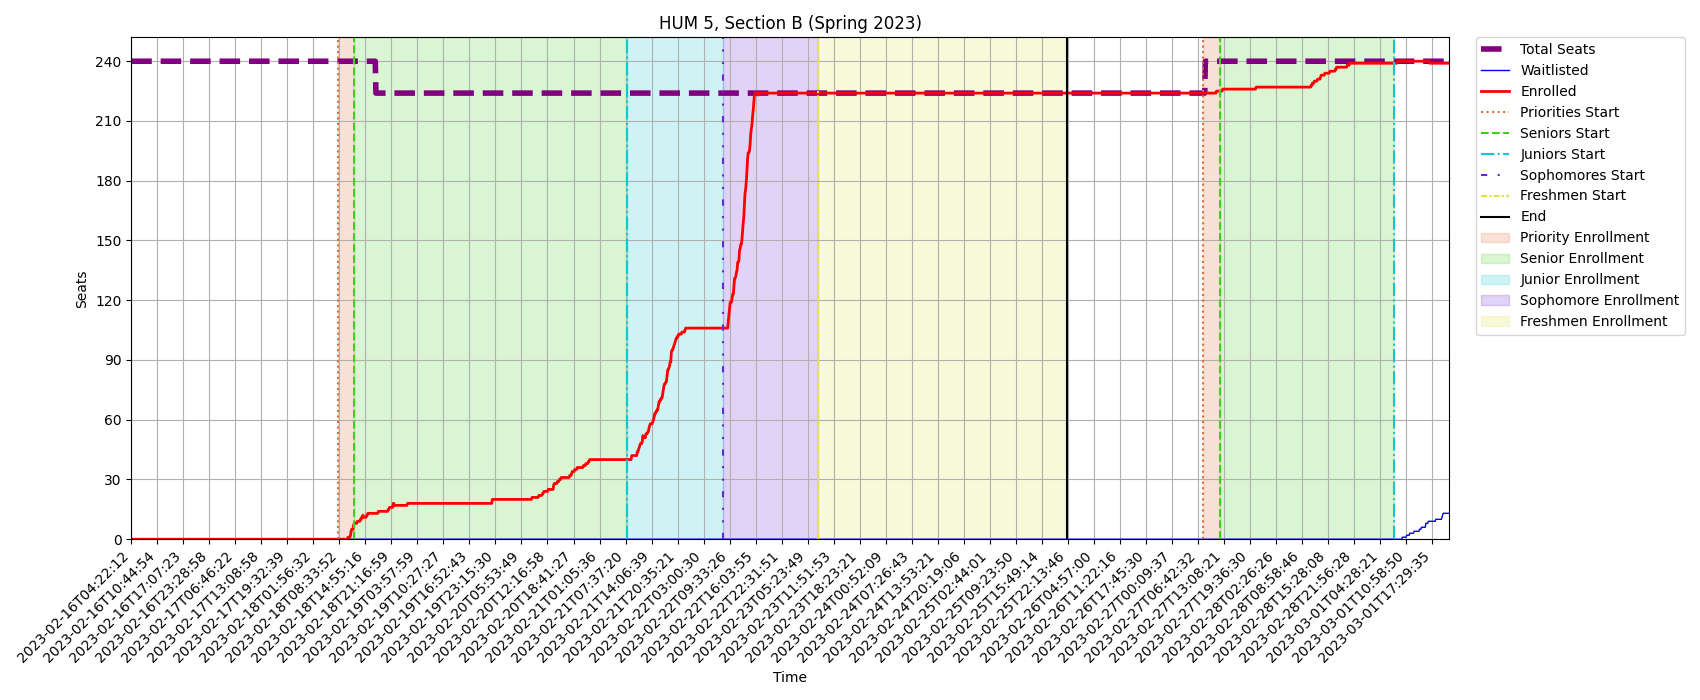 HUM 5, Section B (Spring 2023)
Total Seats
Waitlisted
Enrolled
Priorities Start
Seniors Start
Juniors Start
Sophomores Start
Freshmen Start
End
Priority Enrollment
Senior Enrollment
Junior Enrollment
Sophomore Enrollment
Freshmen Enrollment
Seats
240
210
180
150
120
90
60
30
0
2023-02-16T04:22:12
2023-02-16T10:44:54
2023-02-16T17:07:23
2023-02-16T23:28:58
2023-02-17T06:46:22
2023-02-17T13:08:58
2023-02-17T19:32:39
2023-02-18T01:56:32
2023-02-18T08:33:52
2023-02-18T14:55:16
2023-02-18T21:16:59
2023-02-19T03:57:59
2023-02-19T10:27:27
2023-02-19T16:52:43
2023-02-19T23:15:30
2023-02-20T05:53:49
2023-02-20T12:16:58
2023-02-20T18:41:27
2023-02-21T01:05:36
2023-02-21T07:37:20
2023-02-21T14:06:39
2023-02-21T20:35:21
2023-02-22T03:00:30
2023-02-22T09:33:26
2023-02-22T16:03:55
2023-02-22T22:31:51
2023-02-23T05:23:49
2023-02-23T11:51:53
2023-02-23T18:23:21
2023-02-24T00:52:09
2023-02-24T07:26:43
2023-02-24T13:53:21
2023-02-24T20:19:06
2023-02-25T02:44:01
2023-02-25T09:23:50
2023-02-25T15:49:14
2023-02-25T22:13:46
2023-02-26T04:57:00
2023-02-26T11:22:16
2023-02-26T17:45:30
2023-02-27T00:09:37
2023-02-27T06:42:32
2023-02-27T13:08:21
2023-02-27T19:36:30
2023-02-28T02:26:26
2023-02-28T08:58:46
2023-02-28T15:28:08
2023-02-28T21:56:28
2023-03-01T04:28:21
2023-03-01T10:58:50
2023-03-01T17:29:35
Time